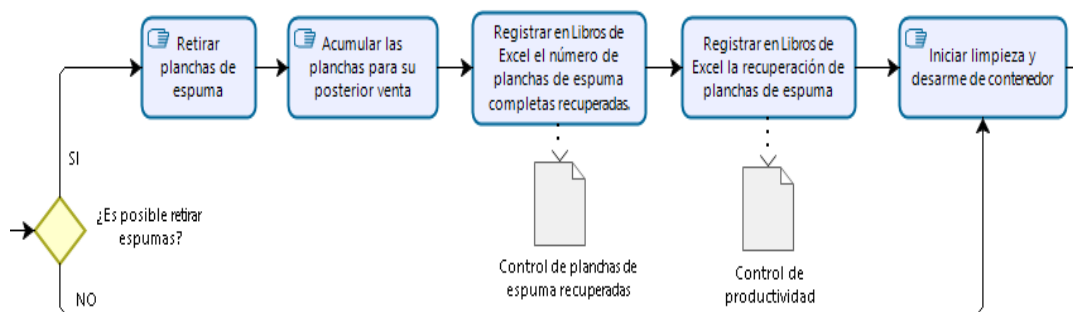 Retirar
planchas de
espuma
Acumular las
planchas para su
posterior venta
Registrar en Libros de
Excel el número de
planchas de espuma
completas recuperadas.
Registrar en Libros de
Excel la recuperación de
planchas de espuma
Iniciar limpieza y
desarme de contenedor
SI
¿Es posible retirar
espumas?
NO
Control de planchas de
espuma recuperadas
Control de
productividad